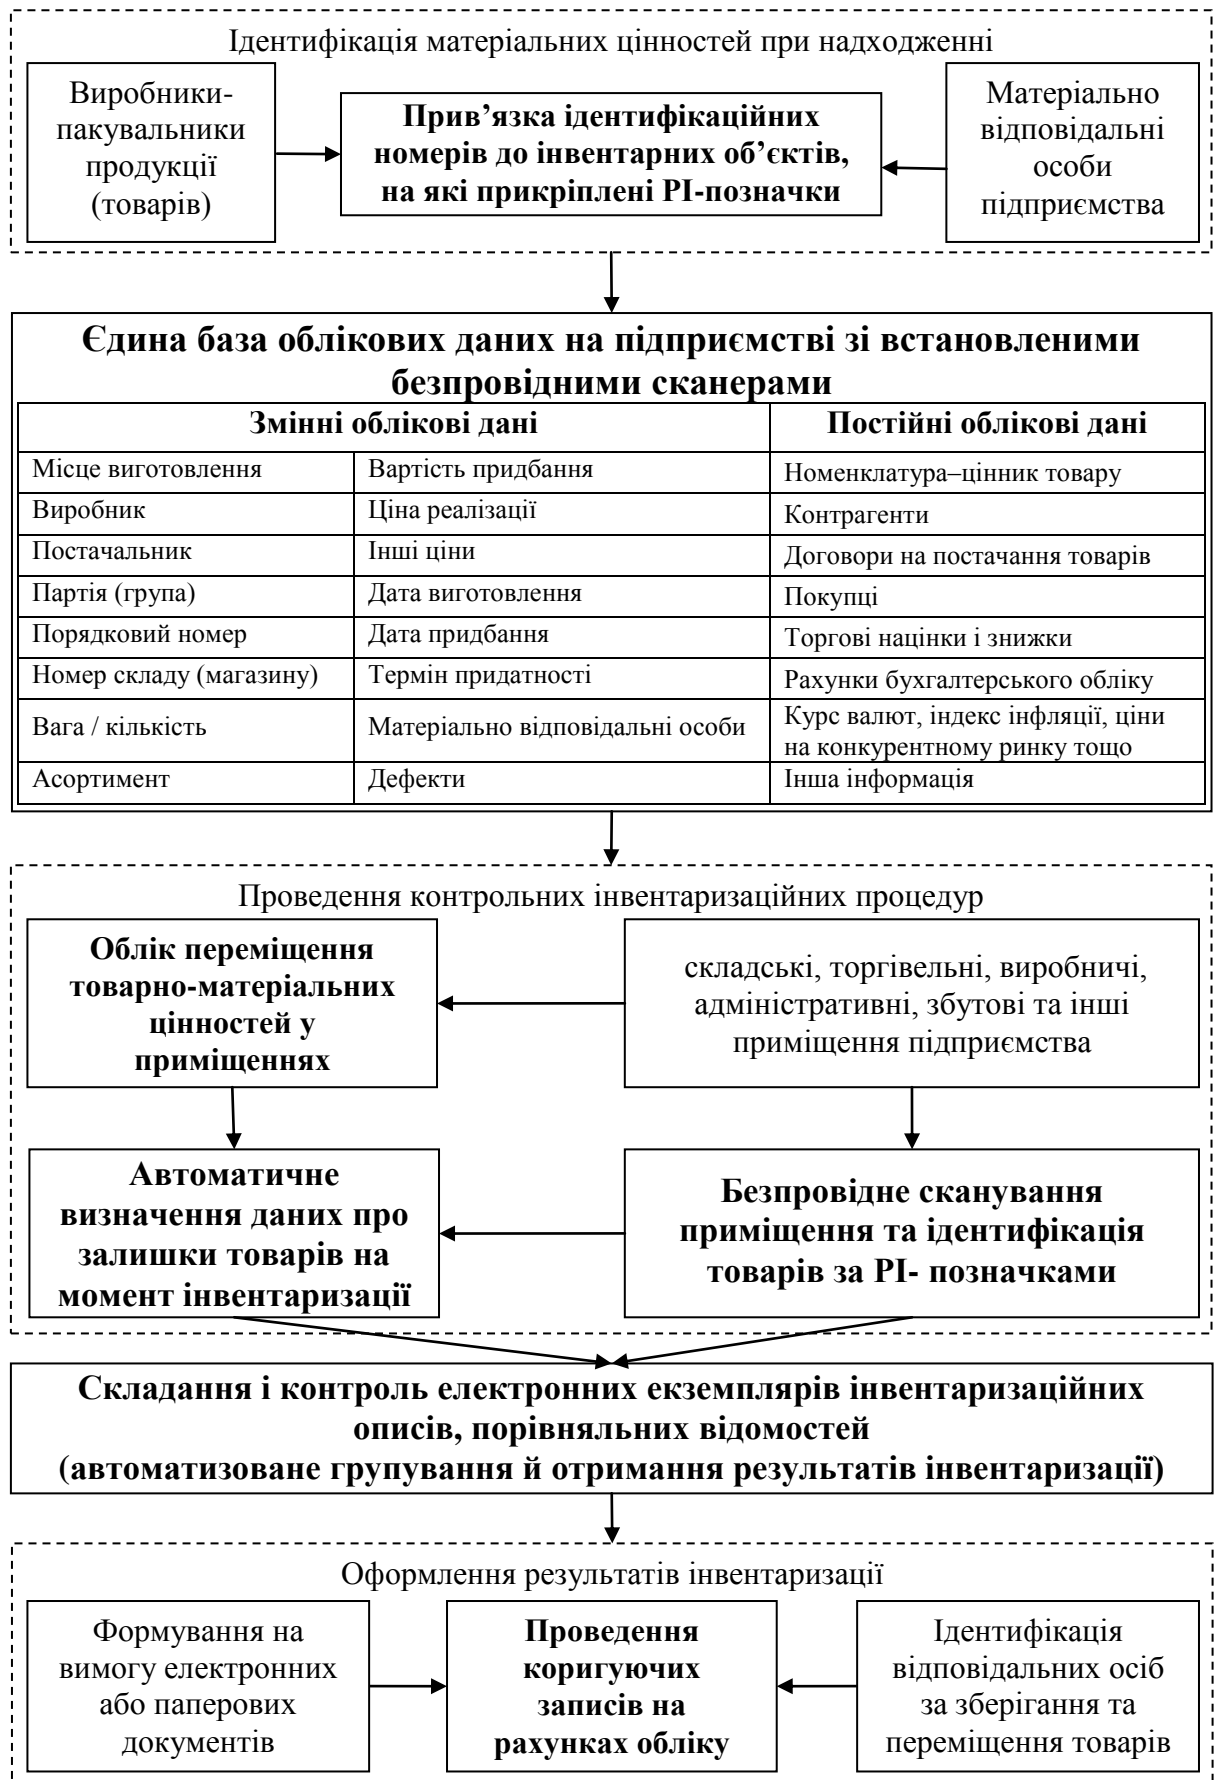 Ідентифікація матеріальних цінностей при надходженні
Виробники-
пакувальники
продукції
(товарів)
Прив’язка ідентифікаційних
номерів до інвентарних об’єктів,
на які прикріплені РІ-позначки
Матеріально
відповідальні
особи
підприємства
Єдина база облікових даних на підприємстві зі встановленими
безпровідними сканерами
Змінні облікові дані
Постійні облікові дані
Місце виготовлення
Вартість придбання
Номенклатура–цінник товару
Виробник
Ціна реалізації
Контрагенти
Постачальник
Інші ціни
Договори на постачання товарів
Партія (група)
Дата виготовлення
Покупці
Порядковий номер
Дата придбання
Торгові націнки і знижки
Номер складу (магазину)
Термін придатності
Рахунки бухгалтерського обліку
Вага / кількість
Матеріально відповідальні особи
Курс валют, індекс інфляції, ціни
на конкурентному ринку тощо
Асортимент
Дефекти
Інша інформація
Проведення контрольних інвентаризаційних процедур
Облік переміщення
товарно-матеріальних
цінностей у
приміщеннях
складські, торгівельні, виробничі,
адміністративні, збутові та інші
приміщення підприємства
Автоматичне
визначення даних про
залишки товарів на
момент інвентаризації
Безпровідне сканування
приміщення та ідентифікація
товарів за РІ- позначками
Складання і контроль електронних екземплярів інвентаризаційних
описів, порівняльних відомостей
(автоматизоване групування й отримання результатів інвентаризації)
Оформлення результатів інвентаризації
Формування на
вимогу електронних
або паперових
документів
Проведення
коригуючих
записів на
рахунках обліку
Ідентифікація
відповідальних осіб
за зберігання та
переміщення товарів